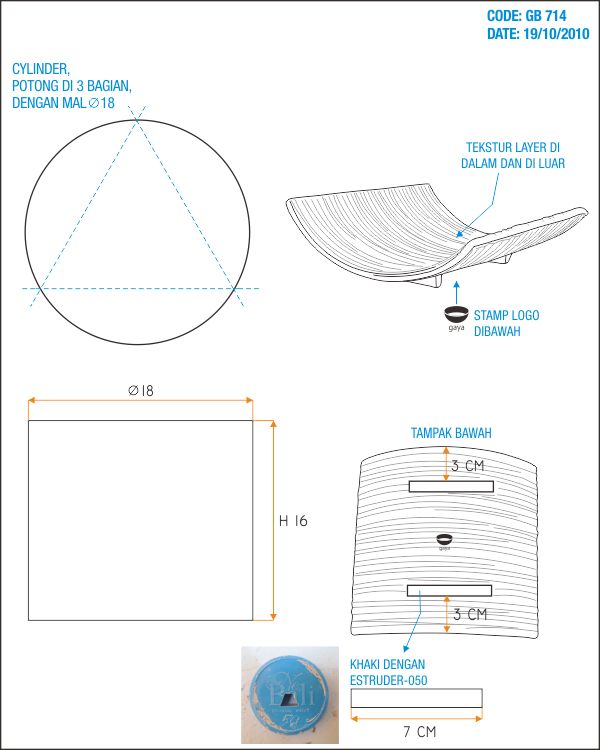 CODE: GB 714
DATE: 19/10/2010
CYLINDER,
POTONG DI 3 BAGIAN,
DENGAN MAL ∅18
TEKSTUR LAYER DI
DALAM DAN DI LUAR
gaya
STAMP LOGO
DIBAWAH
∅18
H 16
TAMPAK BAWAH
3 CM
gaya
3 CM
KHAKI DENGAN
ESTRUDER-050
Bali
7 CM